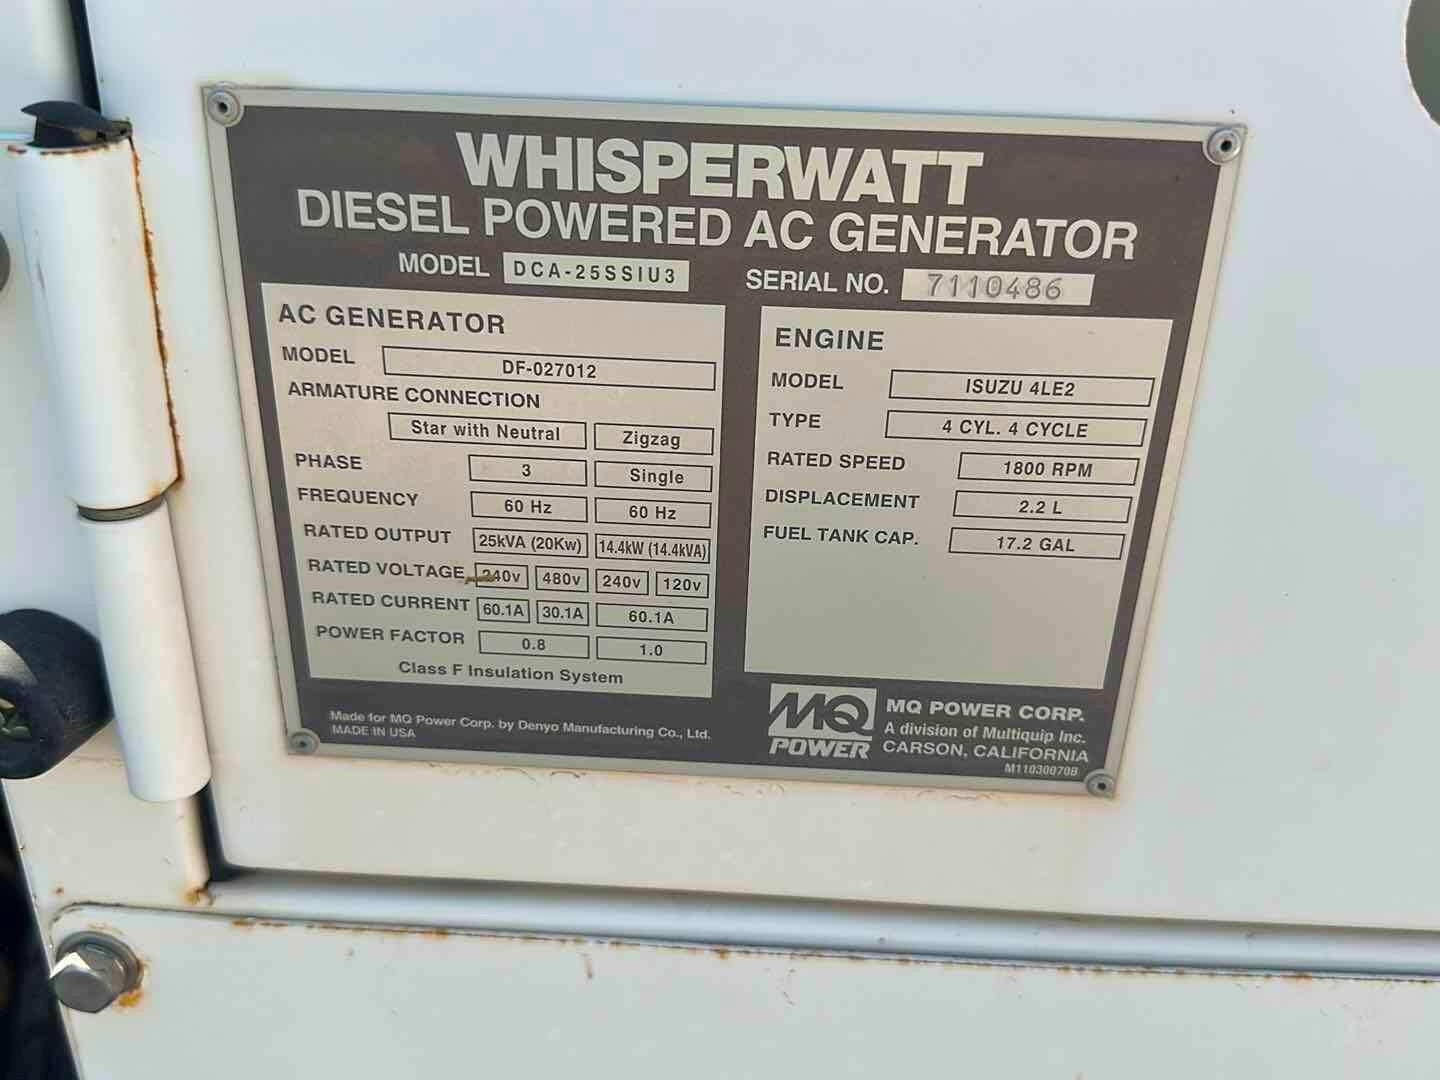 WHISPERWATT
DIESEL POWERED AC GENERATOR
MODEL DCA-25SSIU3 SERIAL NO. 7110486
AC GENERATOR
MODEL DF-027012
ARMATURE CONNECTION
Star with Neutral Zigzag
PHASE 3 Single
FREQUENCY 60 Hz 60 Hz
RATED OUTPUT 25kVA (20Kw) 14.4kW (14.4kVA)
RATED VOLTAGE 240v 480v 240v 120v
RATED CURRENT 60.1A 30.1A 60.1A
POWER FACTOR 0.8 1.0
Class F Insulation System
ENGINE
MODEL ISUZU 4LE2
TYPE 4 CYL. 4 CYCLE
RATED SPEED 1800 RPM
DISPLACEMENT 2.2 L
FUEL TANK CAP. 17.2 GAL
Made for MQ Power Corp. by Denyo Manufacturing Co., Ltd.
MADE IN USA
MQ
POWER
MQ POWER CORP.
A division of Multiquip Inc.
CARSON, CALIFORNIA
M11030070B